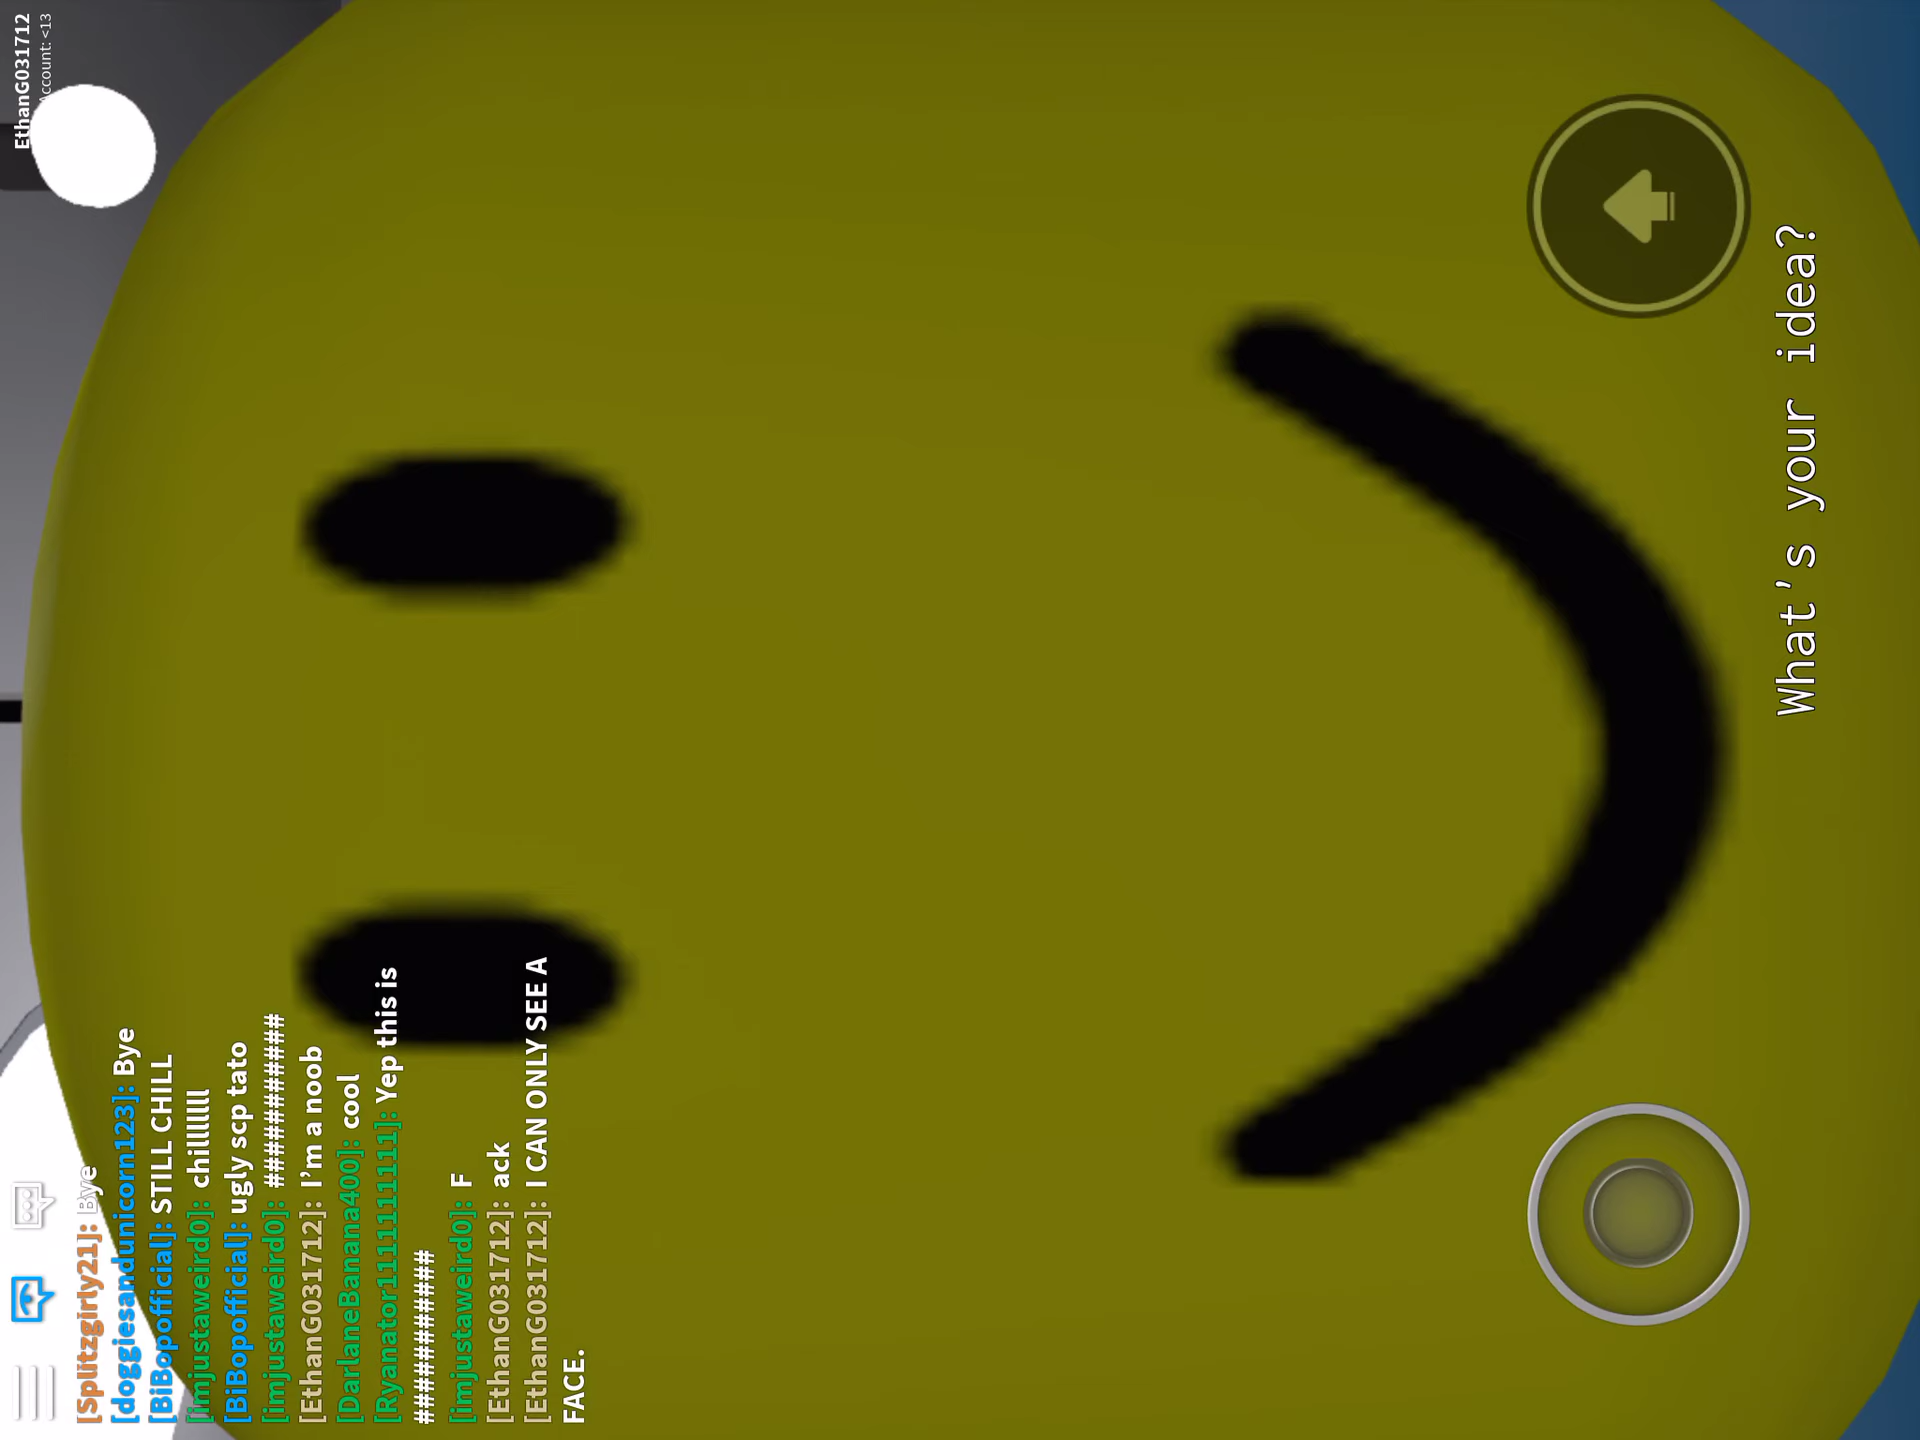 EthanG031712
Account: <13
[Splitzgirly21]: Bye
[doggiesandunicorn123]: Bye
[BiBopofficial]: STILL CHILL
[imjustaweird0]: chillllllll
[BiBopofficial]: ugly scp tato
[imjustaweird0]: #############
[EthanG031712]: I'm a noob
[DarlaneBanana400]: cool
[Ryanator111111111111]: Yep this is
#############
[imjustaweird0]: F
[EthanG031712]: ack
[EthanG031712]: I CAN ONLY SEE A
FACE.
What's your idea?